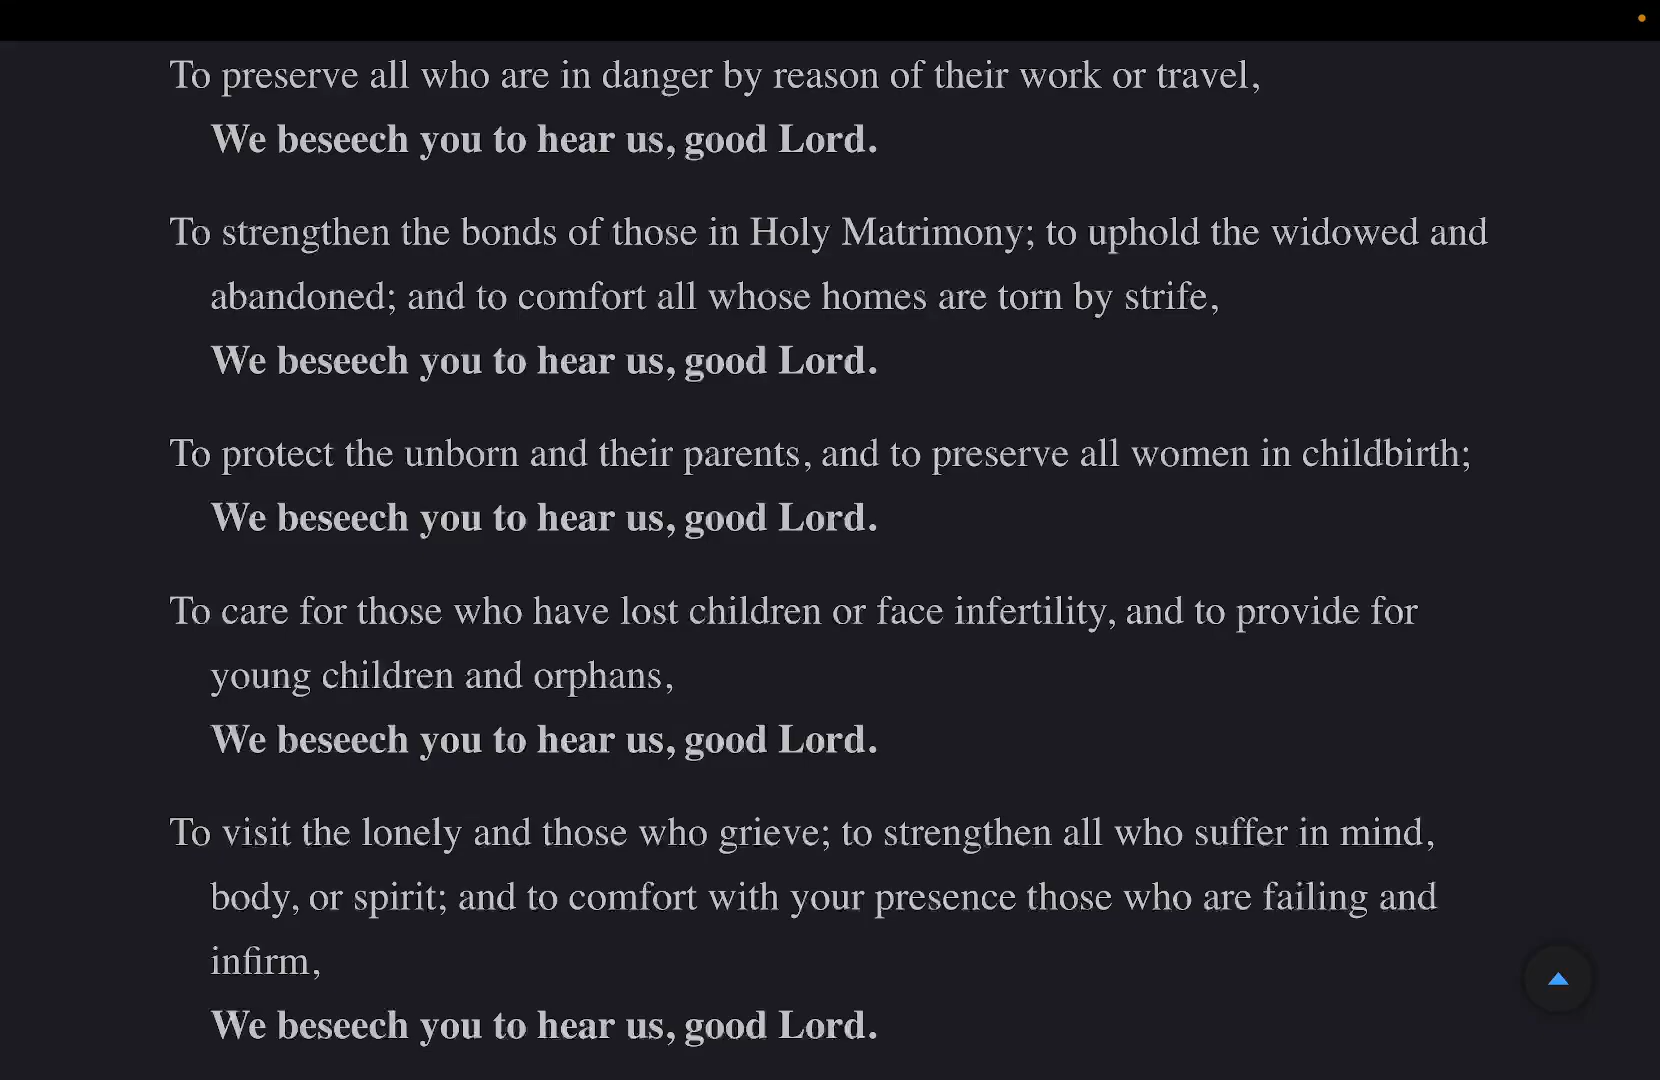 To preserve all who are in danger by reason of their work or travel,
We beseech you to hear us, good Lord.
To strengthen the bonds of those in Holy Matrimony; to uphold the widowed and
abandoned; and to comfort all whose homes are torn by strife,
We beseech you to hear us, good Lord.
To protect the unborn and their parents, and to preserve all women in childbirth;
We beseech you to hear us, good Lord.
To care for those who have lost children or face infertility, and to provide for
young children and orphans,
We beseech you to hear us, good Lord.
To visit the lonely and those who grieve; to strengthen all who suffer in mind,
body, or spirit; and to comfort with your presence those who are failing and
infirm,
We beseech you to hear us, good Lord.